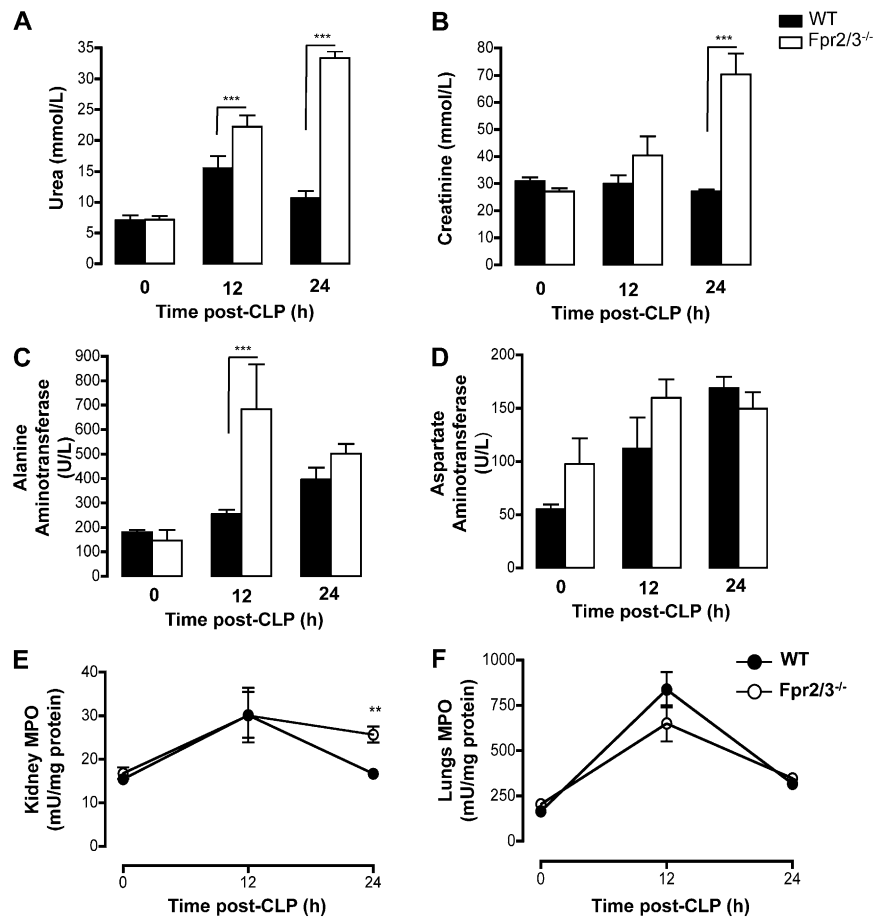 A
Urea (mmol/L)
35
30
25
20
15
10
5
0
***
***
0 12 24
Time post-CLP (h)
B
WT
Fpr2/3-/-
Creatinine (mmol/L)
80
70
60
50
40
30
20
10
0
***
0 12 24
Time post-CLP (h)
C
Alanine
Aminotransferase
(U/L)
900
800
700
600
500
400
300
200
100
0
***
0 12 24
Time post-CLP (h)
D
Aspartate
Aminotransferase
(U/L)
200
150
100
50
0
0 12 24
Time post-CLP (h)
E
Kidney MPO
(mU/mg protein)
40
30
20
10
0
**
0 12 24
Time post-CLP (h)
F
WT
Fpr2/3-/-
Lungs MPO
(mU/mg protein)
1000
750
500
250
0
0 12 24
Time post-CLP (h)